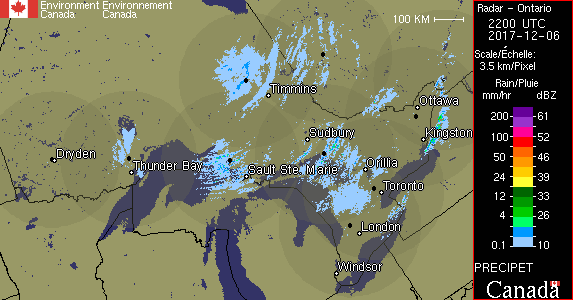 Environment Environnement
Canada Canada
100 KM
Timmins
Ottawa
Sudbury
Kingston
Dryden
Thunder Bay
Sault Ste. Marie
Orillia
Toronto
London
Windsor
Radar - Ontario
2200 UTC
2017-12-06
Scale/Échelle:
3.5 km/Pixel
Rain/Pluie
mm/hr dBZ
200 61
100 52
50 46
24 39
12 33
4 26
0.1 10
PRECIPET
Canada